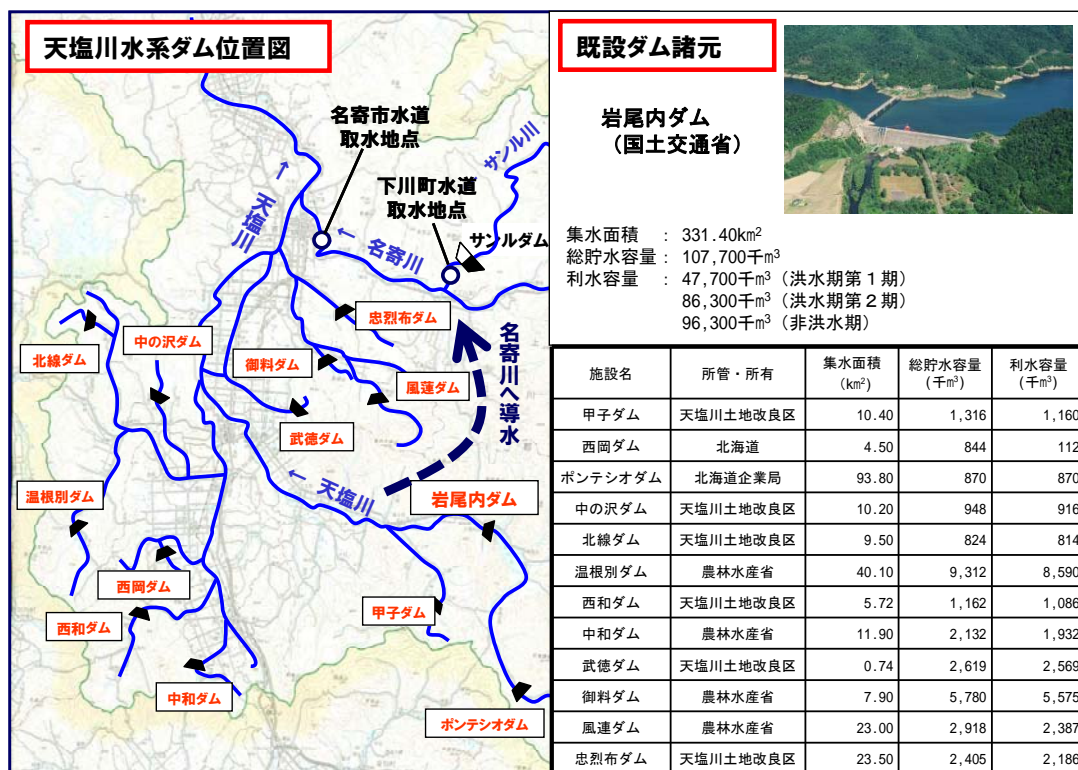 天塩川水系ダム位置図
名寄市水道
取水地点
サンル川
下川町水道
取水地点
サンルダム
↑天塩川
←名寄川
忠烈布ダム
北線ダム
中の沢ダム
御料ダム
風蓮ダム
武徳ダム
名寄川へ導水
←天塩川
岩尾内ダム
温根別ダム
西岡ダム
西和ダム
甲子ダム
中和ダム
ポンテシオダム
既設ダム諸元
岩尾内ダム
(国土交通省)
集水面積 : 331.40km²
総貯水容量 : 107,700千m³
利水容量 : 47,700千m³ (洪水期第1期)
86,300千m³ (洪水期第2期)
96,300千m³ (非洪水期)
施設名 所管・所有 集水面積(km²) 総貯水容量(千m³) 利水容量(千m³)
甲子ダム 天塩川土地改良区 10.40 1,316 1,160
西岡ダム 北海道 4.50 844 112
ポンテシオダム 北海道企業局 93.80 870 870
中の沢ダム 天塩川土地改良区 10.20 948 916
北線ダム 天塩川土地改良区 9.50 824 814
温根別ダム 農林水産省 40.10 9,312 8,590
西和ダム 天塩川土地改良区 5.72 1,162 1,086
中和ダム 農林水産省 11.90 2,132 1,932
武徳ダム 天塩川土地改良区 0.74 2,619 2,569
御料ダム 農林水産省 7.90 5,780 5,575
風連ダム 農林水産省 23.00 2,918 2,387
忠烈布ダム 天塩川土地改良区 23.50 2,405 2,186